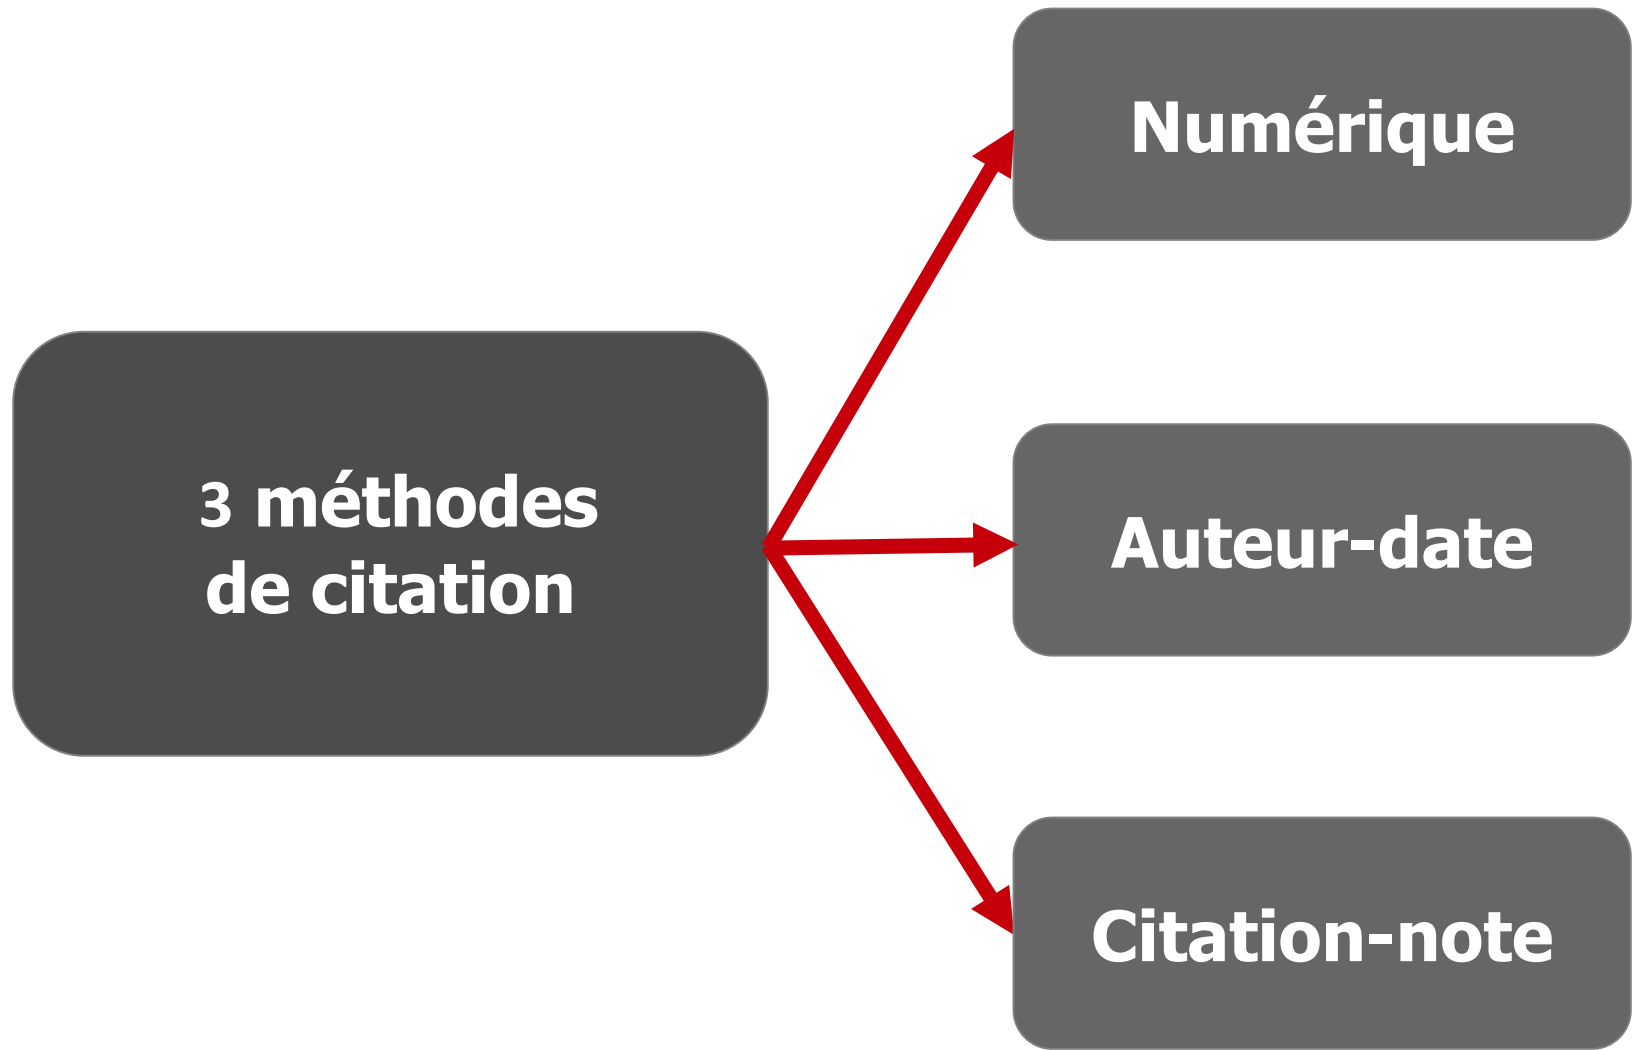 3 méthodes
de citation
Numérique
Auteur-date
Citation-note